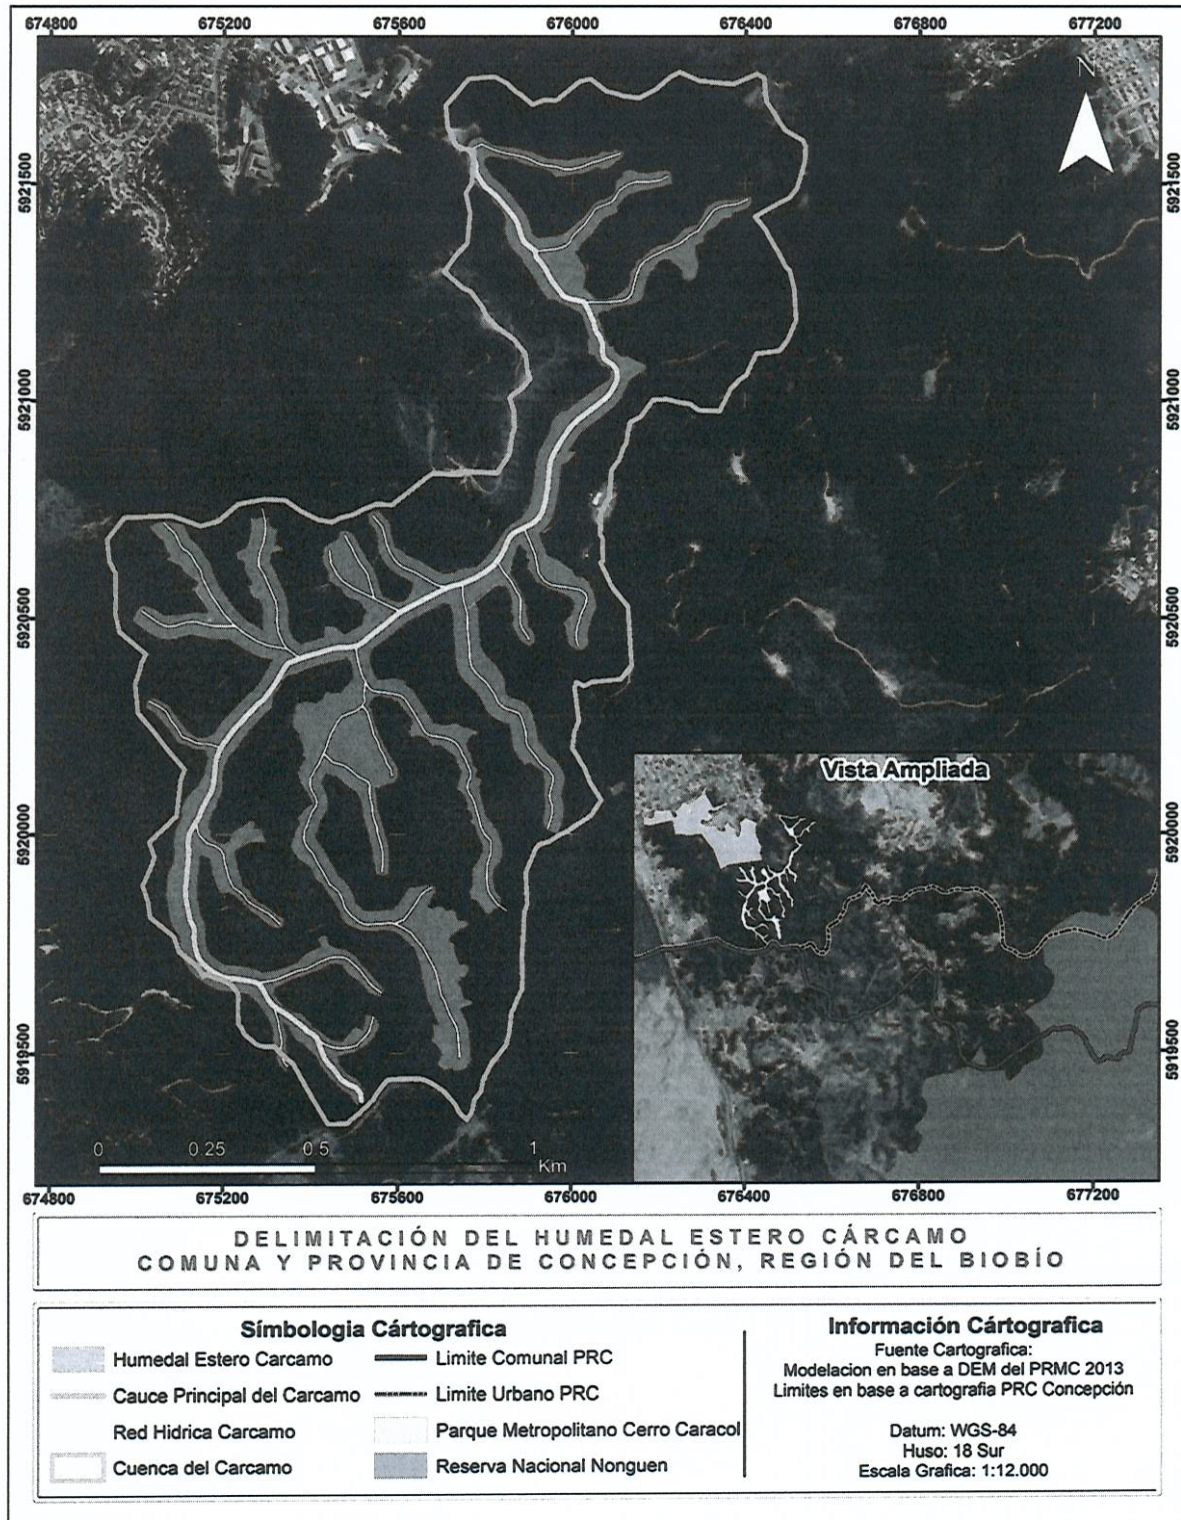 674800 675200 675600 676000 676400 676800 677200
N
5921500 5921500
5921000 5921000
5920500 5920500
Vista Ampliada
5920000 5920000
5919500 5919500
0 0.25 0.5 1
Km
674800 675200 675600 676000 676400 676800 677200
DELIMITACIÓN DEL HUMEDAL ESTERO CÁRCAMO
COMUNA Y PROVINCIA DE CONCEPCIÓN, REGIÓN DEL BIOBÍO
Símbologia Cártografica
Humedal Estero Carcamo
Cauce Principal del Carcamo
Red Hidrica Carcamo
Cuenca del Carcamo
Limite Comunal PRC
Limite Urbano PRC
Parque Metropolitano Cerro Caracol
Reserva Nacional Nonguen
Información Cártografica
Fuente Cartografica:
Modelacion en base a DEM del PRMC 2013
Limites en base a cartografia PRC Concepción
Datum: WGS-84
Huso: 18 Sur
Escala Grafica: 1:12.000